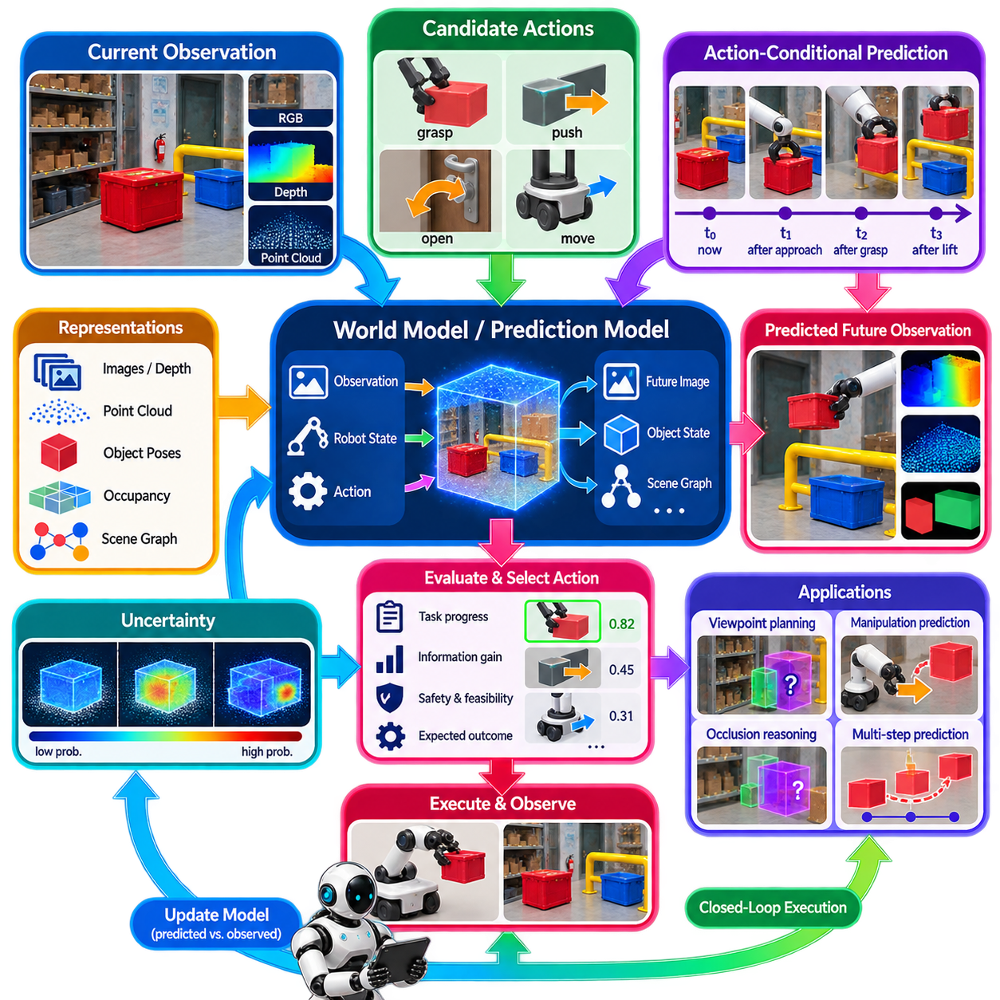 Current Observation
RGB
Depth
Point Cloud
Candidate Actions
grasp
push
open
move
Action-Conditional Prediction
t₀
now
t₁
after approach
t₂
after grasp
t₃
after lift
Representations
Images / Depth
Point Cloud
Object Poses
Occupancy
Scene Graph
World Model / Prediction Model
Observation
Robot State
Action
Future Image
Object State
Scene Graph
...
Predicted Future Observation
Uncertainty
low prob.
high prob.
Evaluate & Select Action
Task progress
0.82
Information gain
0.45
Safety & feasibility
0.31
Expected outcome
...
Applications
Viewpoint planning
?
Manipulation prediction
Occlusion reasoning
?
Multi-step prediction
Execute & Observe
Update Model
(predicted vs. observed)
Closed-Loop Execution